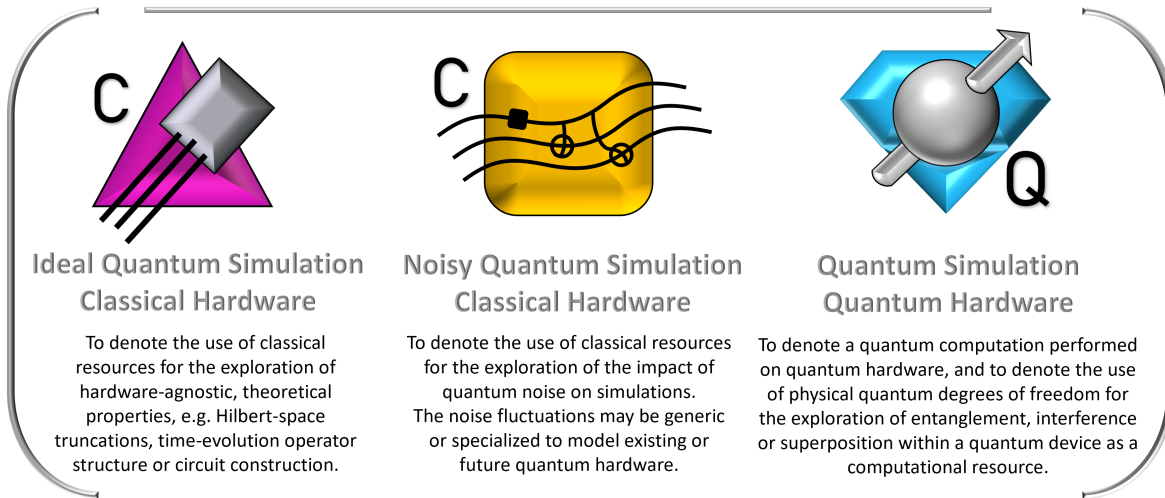 C
Ideal Quantum Simulation
Classical Hardware
To denote the use of classical
resources for the exploration of
hardware-agnostic, theoretical
properties, e.g. Hilbert-space
truncations, time-evolution operator
structure or circuit construction.
C
Noisy Quantum Simulation
Classical Hardware
To denote the use of classical resources
for the exploration of the impact of
quantum noise on simulations.
The noise fluctuations may be generic
or specialized to model existing or
future quantum hardware.
Q
Quantum Simulation
Quantum Hardware
To denote a quantum computation performed
on quantum hardware, and to denote the use
of physical quantum degrees of freedom for
the exploration of entanglement, interference
or superposition within a quantum device as a
computational resource.